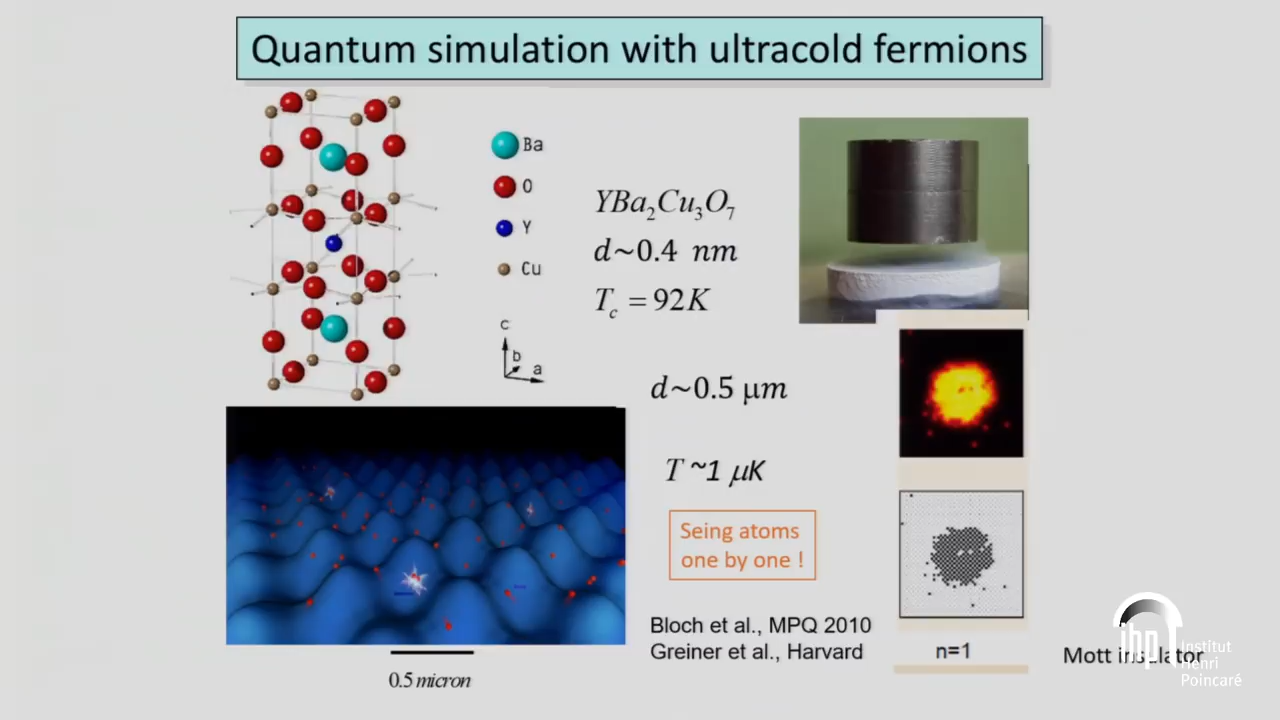 Quantum simulation with ultracold fermions
Ba
O
Y
Cu
c
b
a
YBa2Cu3O7
d~0.4 nm
Tc = 92K
d~0.5 μm
T ~1 μK
Seing atoms
one by one !
Bloch et al., MPQ 2010
Greiner et al., Harvard
n=1
Mott insulator
0.5 micron
ihp
Institut
Henri
Poincaré